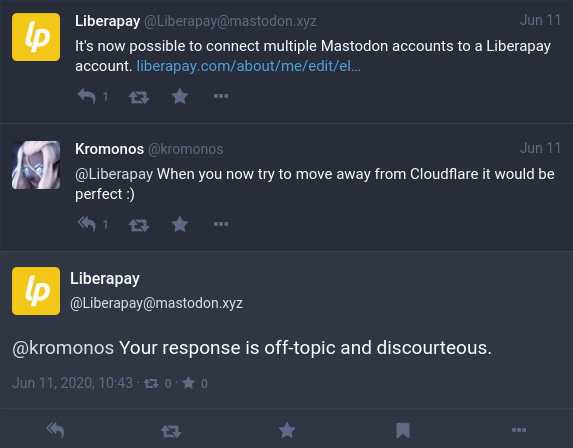 lp
Liberapay @Liberapay@mastodon.xyz Jun 11
It's now possible to connect multiple Mastodon accounts to a Liberapay
account. liberapay.com/about/me/edit/el…
1
Kromonos @kromonos Jun 11
@Liberapay When you now try to move away from Cloudflare it would be
perfect :)
1
lp
Liberapay
@Liberapay@mastodon.xyz
@kromonos Your response is off-topic and discourteous.
Jun 11, 2020, 10:43 · 0 · 0